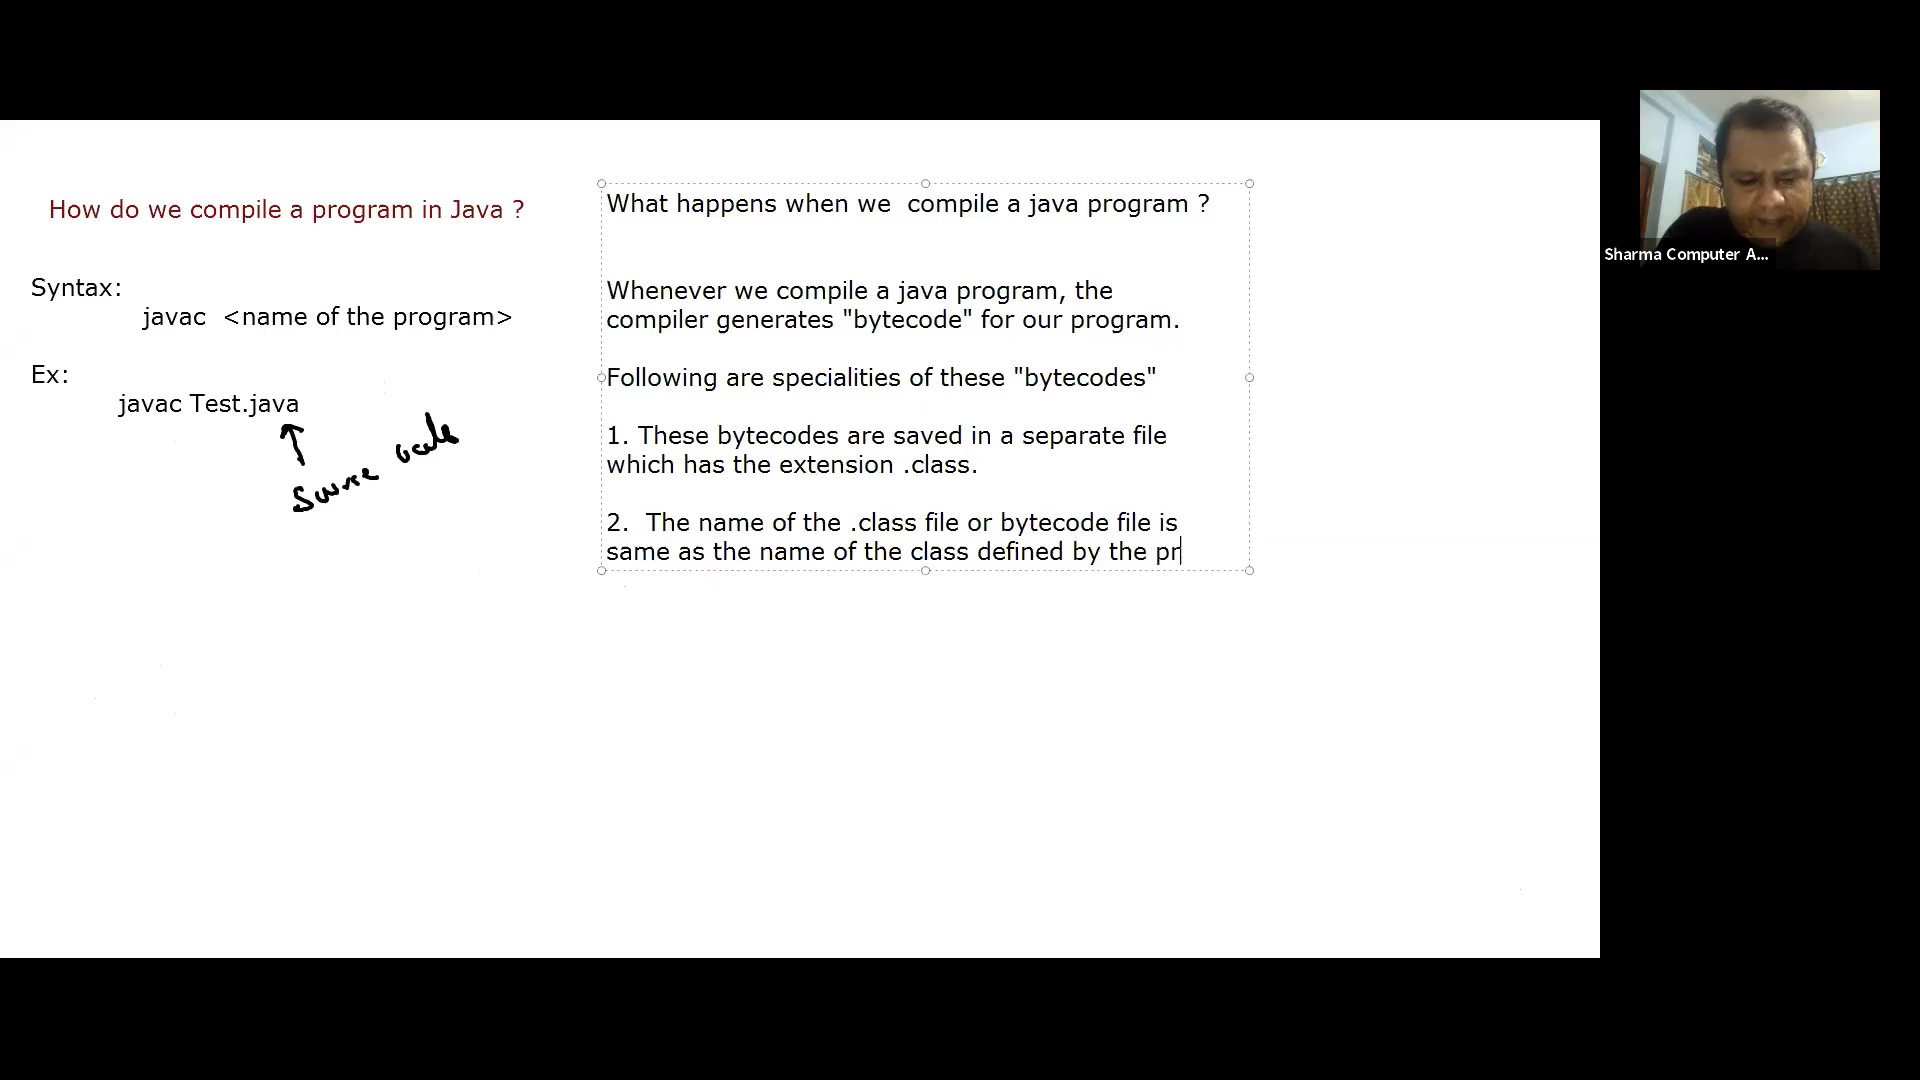 How do we compile a program in Java ?
Syntax:
javac <name of the program>
Ex:
javac Test.java
Source code
What happens when we compile a java program ?
Whenever we compile a java program, the
compiler generates "bytecode" for our program.
Following are specialities of these "bytecodes"
1. These bytecodes are saved in a separate file
which has the extension .class.
2. The name of the .class file or bytecode file is
same as the name of the class defined by the pr
Sharma Computer A...